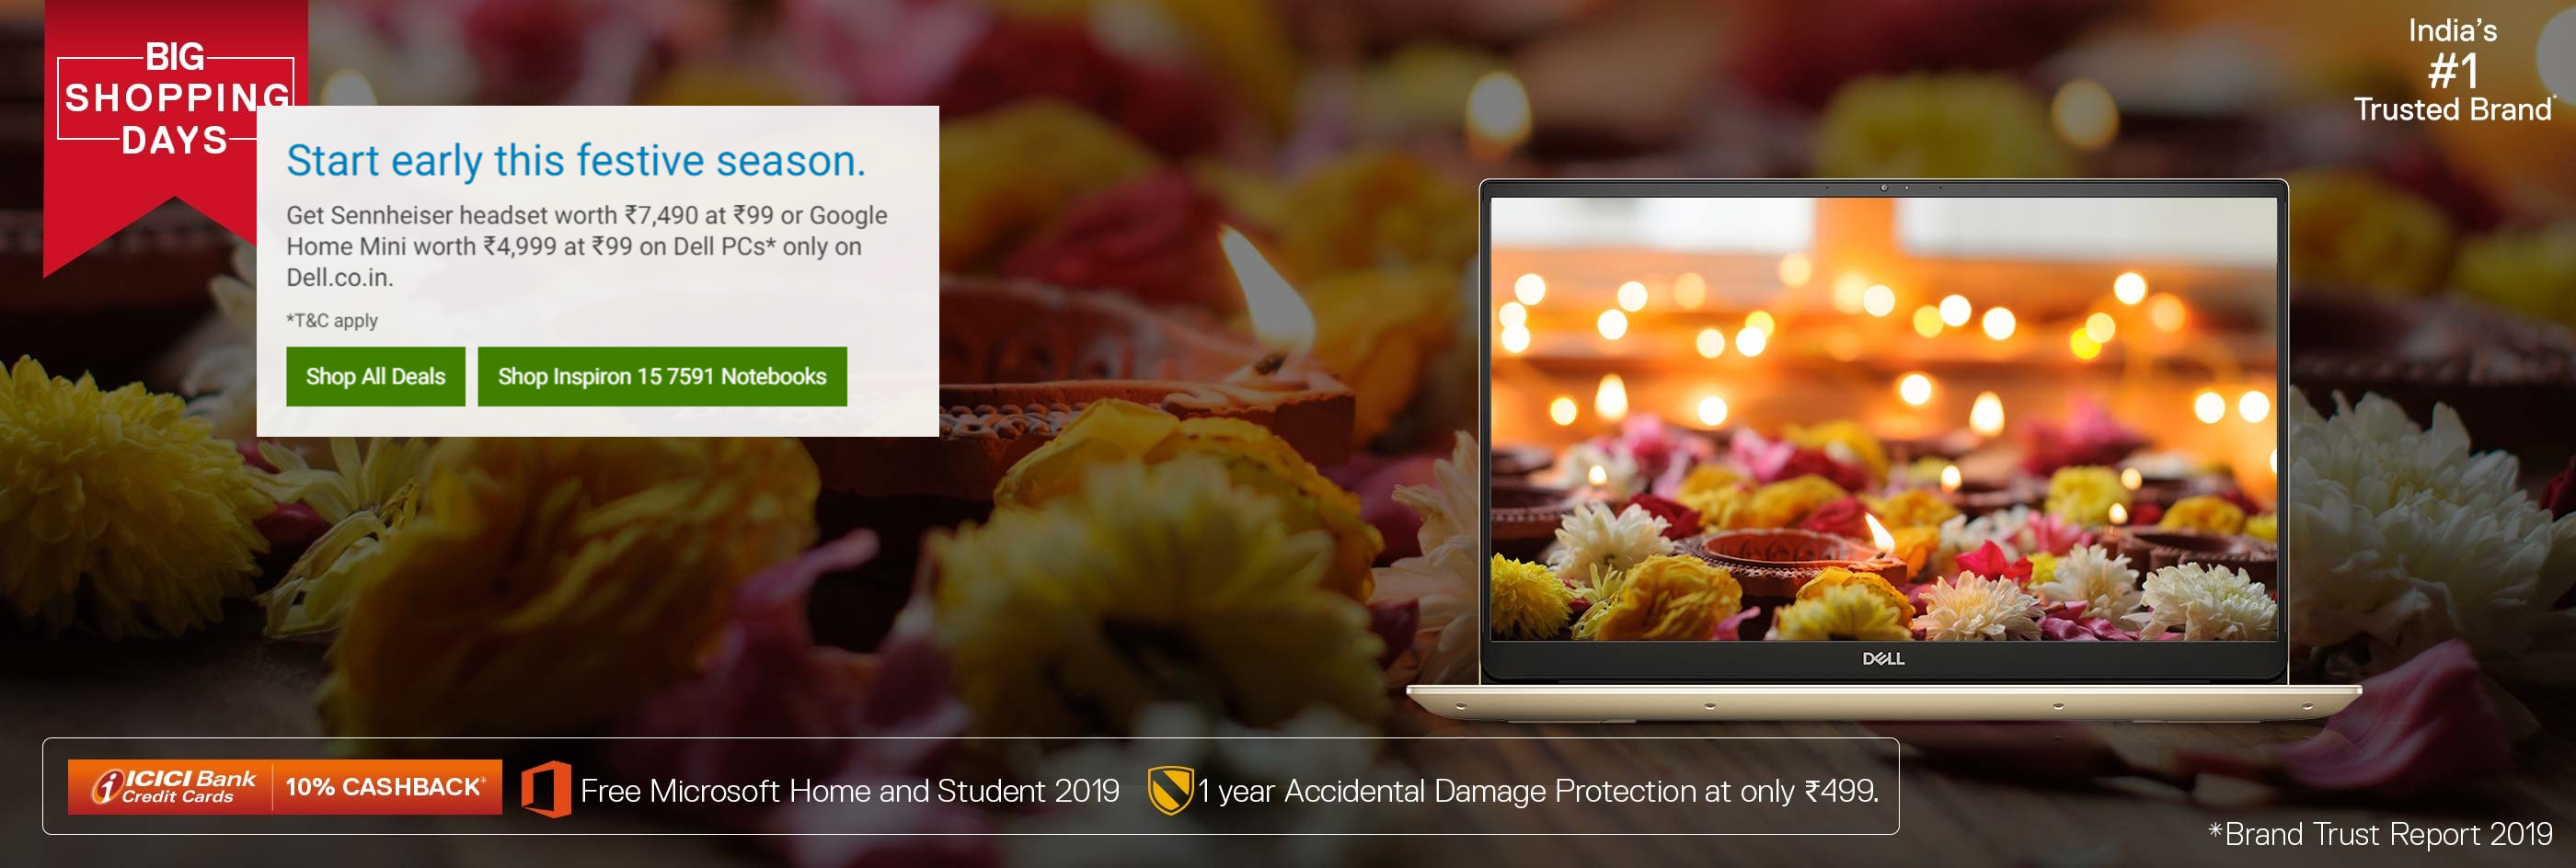 BIG
SHOPPING
DAYS
India's
#1
Trusted Brand*
Start early this festive season.
Get Sennheiser headset worth ₹7,490 at ₹99 or Google
Home Mini worth ₹4,999 at ₹99 on Dell PCs* only on
Dell.co.in.
*T&C apply
Shop All Deals
Shop Inspiron 15 7591 Notebooks
DELL
ICICI Bank
Credit Cards
10% CASHBACK*
Free Microsoft Home and Student 2019
1 year Accidental Damage Protection at only ₹499.
*Brand Trust Report 2019